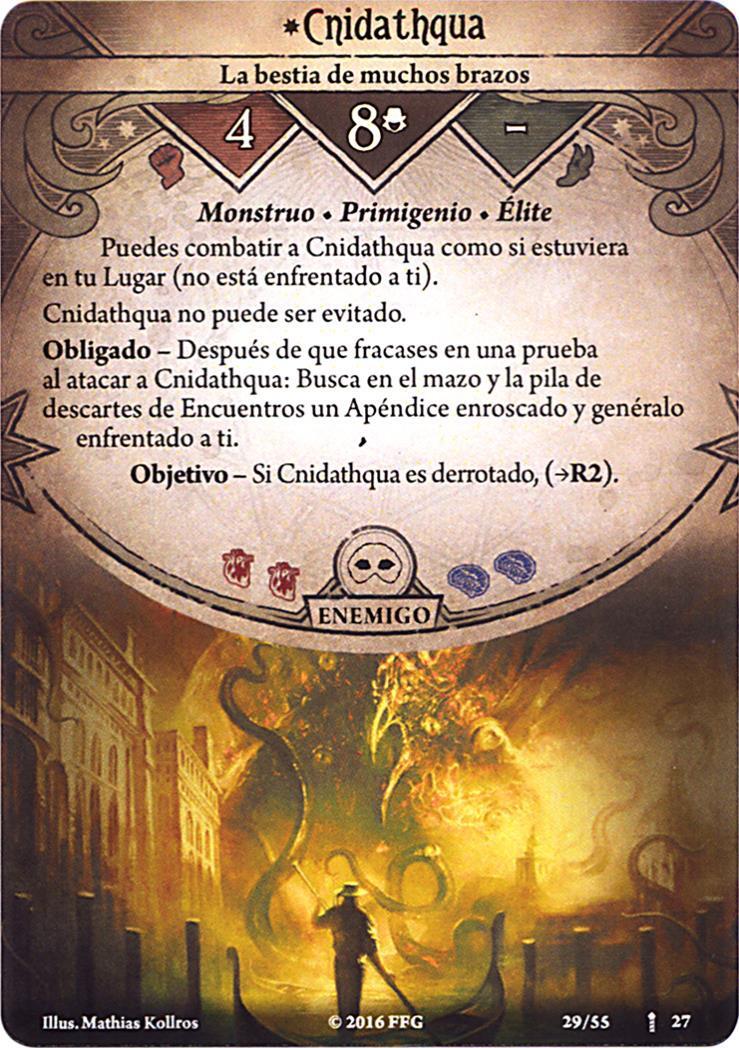 Cnidathqua
La bestia de muchos brazos
4 8 –
Monstruo • Primigenio • Élite
Puedes combatir a Cnidathqua como si estuviera
en tu Lugar (no está enfrentado a ti).
Cnidathqua no puede ser evitado.
Obligado – Después de que fracases en una prueba
al atacar a Cnidathqua: Busca en el mazo y la pila de
descartes de Encuentros un Apéndice enroscado y genéralo
enfrentado a ti.
Objetivo – Si Cnidathqua es derrotado, (→R2).
ENEMIGO
Illus. Mathias Kollros © 2016 FFG 29/55 27